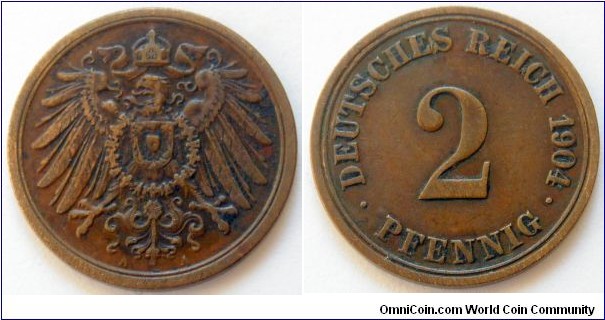 DEUTSCHES REICH 1904
2
PFENNIG
A A
OmniCoin.com World Coin Community